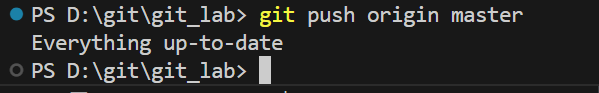 PS D:\git\git_lab> git push origin master
Everything up-to-date
PS D:\git\git_lab>